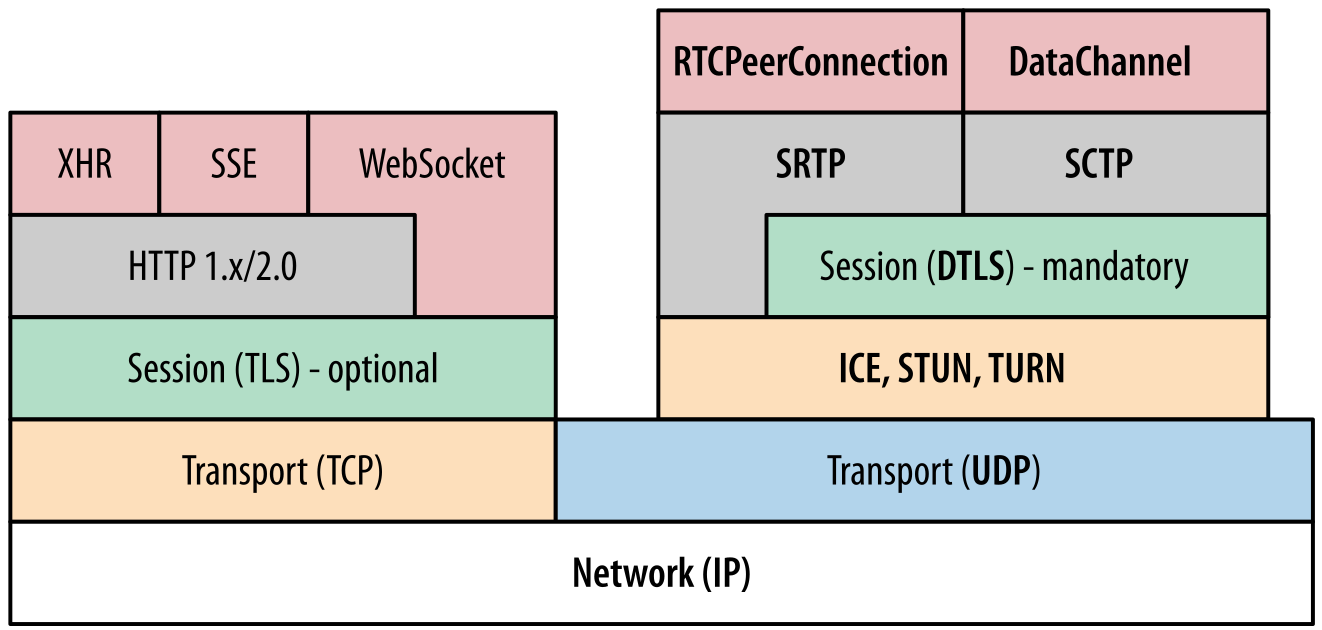 RTCPeerConnection
DataChannel
XHR
SSE
WebSocket
SRTP
SCTP
HTTP 1.x/2.0
Session (DTLS) - mandatory
Session (TLS) - optional
ICE, STUN, TURN
Transport (TCP)
Transport (UDP)
Network (IP)